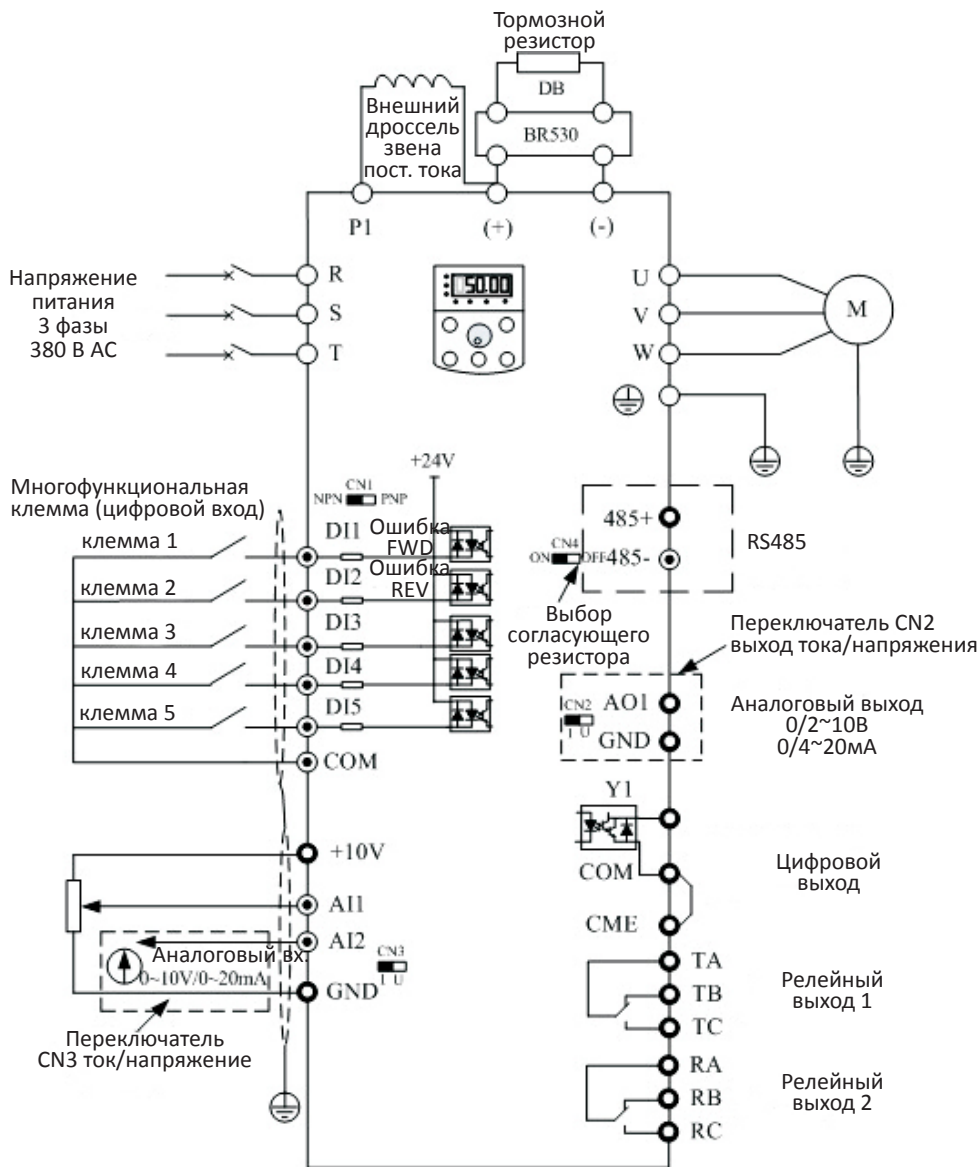 Тормозной
резистор
DB
Внешний
дроссель
звена
пост. тока
BR530
P1
(+)
(-)
Напряжение
питания
3 фазы
380 В AC
R
S
T
50.00
U
V
W
M
+24V
Многофункциональная
клемма (цифровой вход)
CN1
NPN
PNP
клемма 1
DI1
Ошибка
FWD
клемма 2
DI2
Ошибка
REV
клемма 3
DI3
клемма 4
DI4
клемма 5
DI5
COM
485+
CN4
ON
OFF
485-
RS485
Выбор
согласующего
резистора
Переключатель CN2
выход тока/напряжения
CN2
I U
AO1
GND
Аналоговый выход
0/2~10В
0/4~20мА
Y1
COM
CME
Цифровой
выход
+10V
AI1
AI2
Аналоговый вх.
0~10V/0~20mA
CN3
I U
GND
Переключатель
CN3 ток/напряжение
TA
TB
TC
Релейный
выход 1
RA
RB
RC
Релейный
выход 2